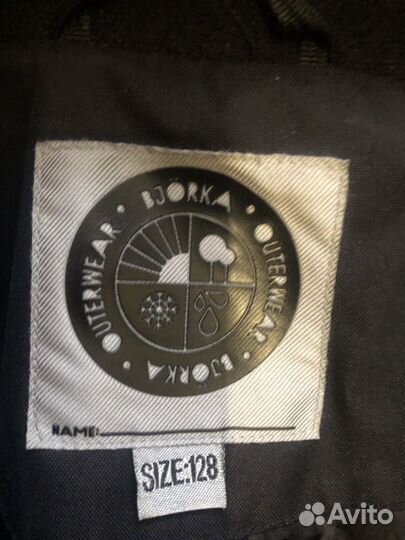 BJÖRKA • OUTERWEAR • BJÖRKA • OUTERWEAR •
NAME:
SIZE:128
Avito